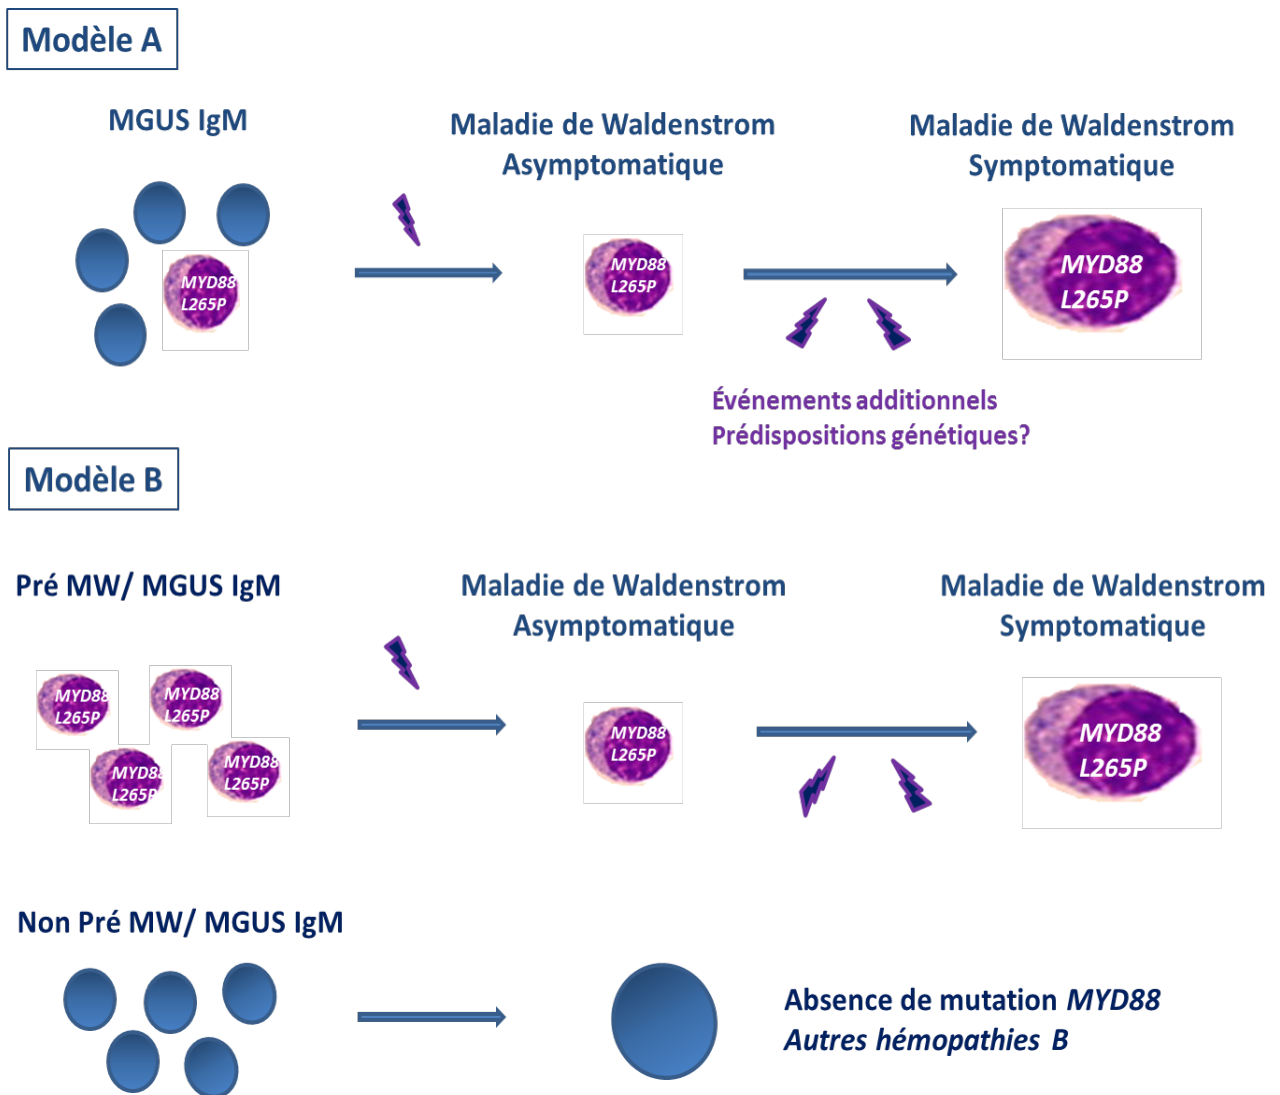 Modèle A
MGUS IgM
Maladie de Waldenstrom
Asymptomatique
Maladie de Waldenstrom
Symptomatique
MYD88
L265P
MYD88
L265P
MYD88
L265P
Événements additionnels
Prédispositions génétiques?
Modèle B
Pré MW/ MGUS IgM
Maladie de Waldenstrom
Asymptomatique
Maladie de Waldenstrom
Symptomatique
MYD88
L265P
MYD88
L265P
MYD88
L265P
MYD88
L265P
MYD88
L265P
MYD88
L265P
Non Pré MW/ MGUS IgM
Absence de mutation MYD88
Autres hémopathies B